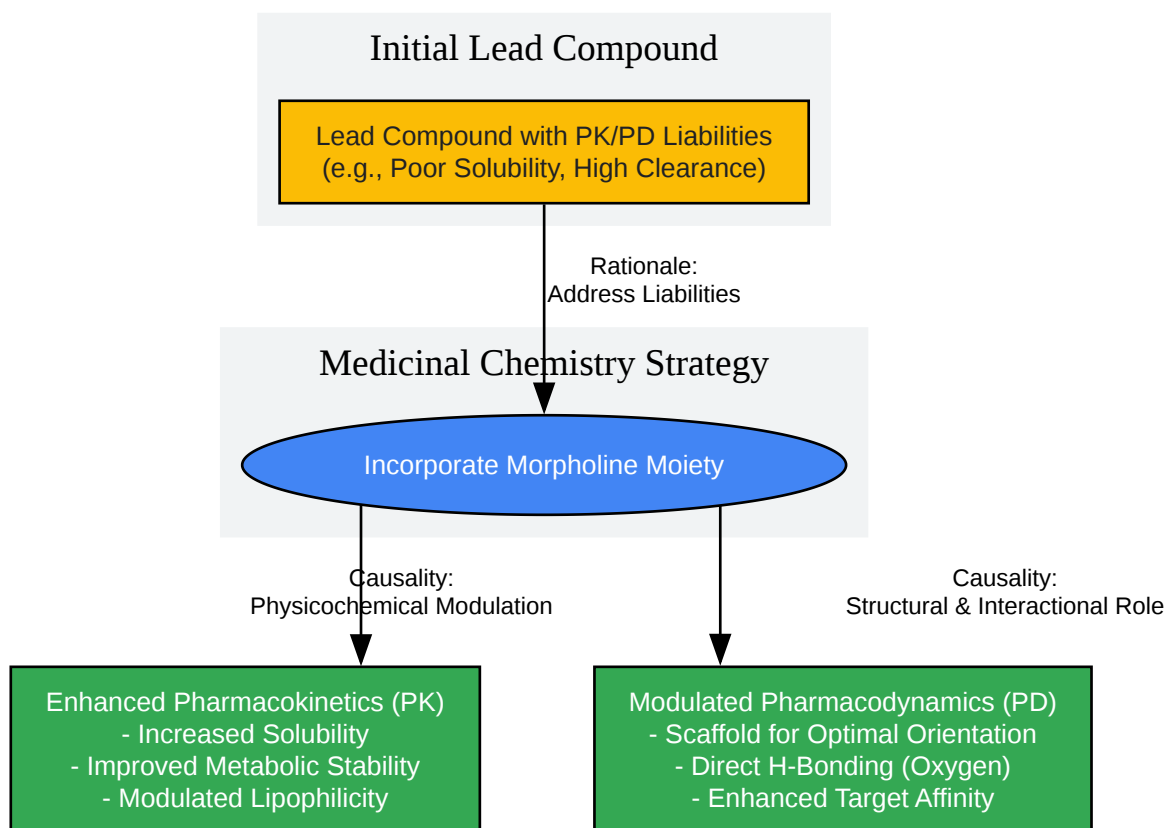 Initial Lead Compound
Lead Compound with PK/PD Liabilities
(e.g., Poor Solubility, High Clearance)
Rationale:
Address Liabilities
Medicinal Chemistry Strategy
Incorporate Morpholine Moiety
Causality:
Physicochemical Modulation
Causality:
Structural & Interactional Role
Enhanced Pharmacokinetics (PK)
- Increased Solubility
- Improved Metabolic Stability
- Modulated Lipophilicity
Modulated Pharmacodynamics (PD)
- Scaffold for Optimal Orientation
- Direct H-Bonding (Oxygen)
- Enhanced Target Affinity